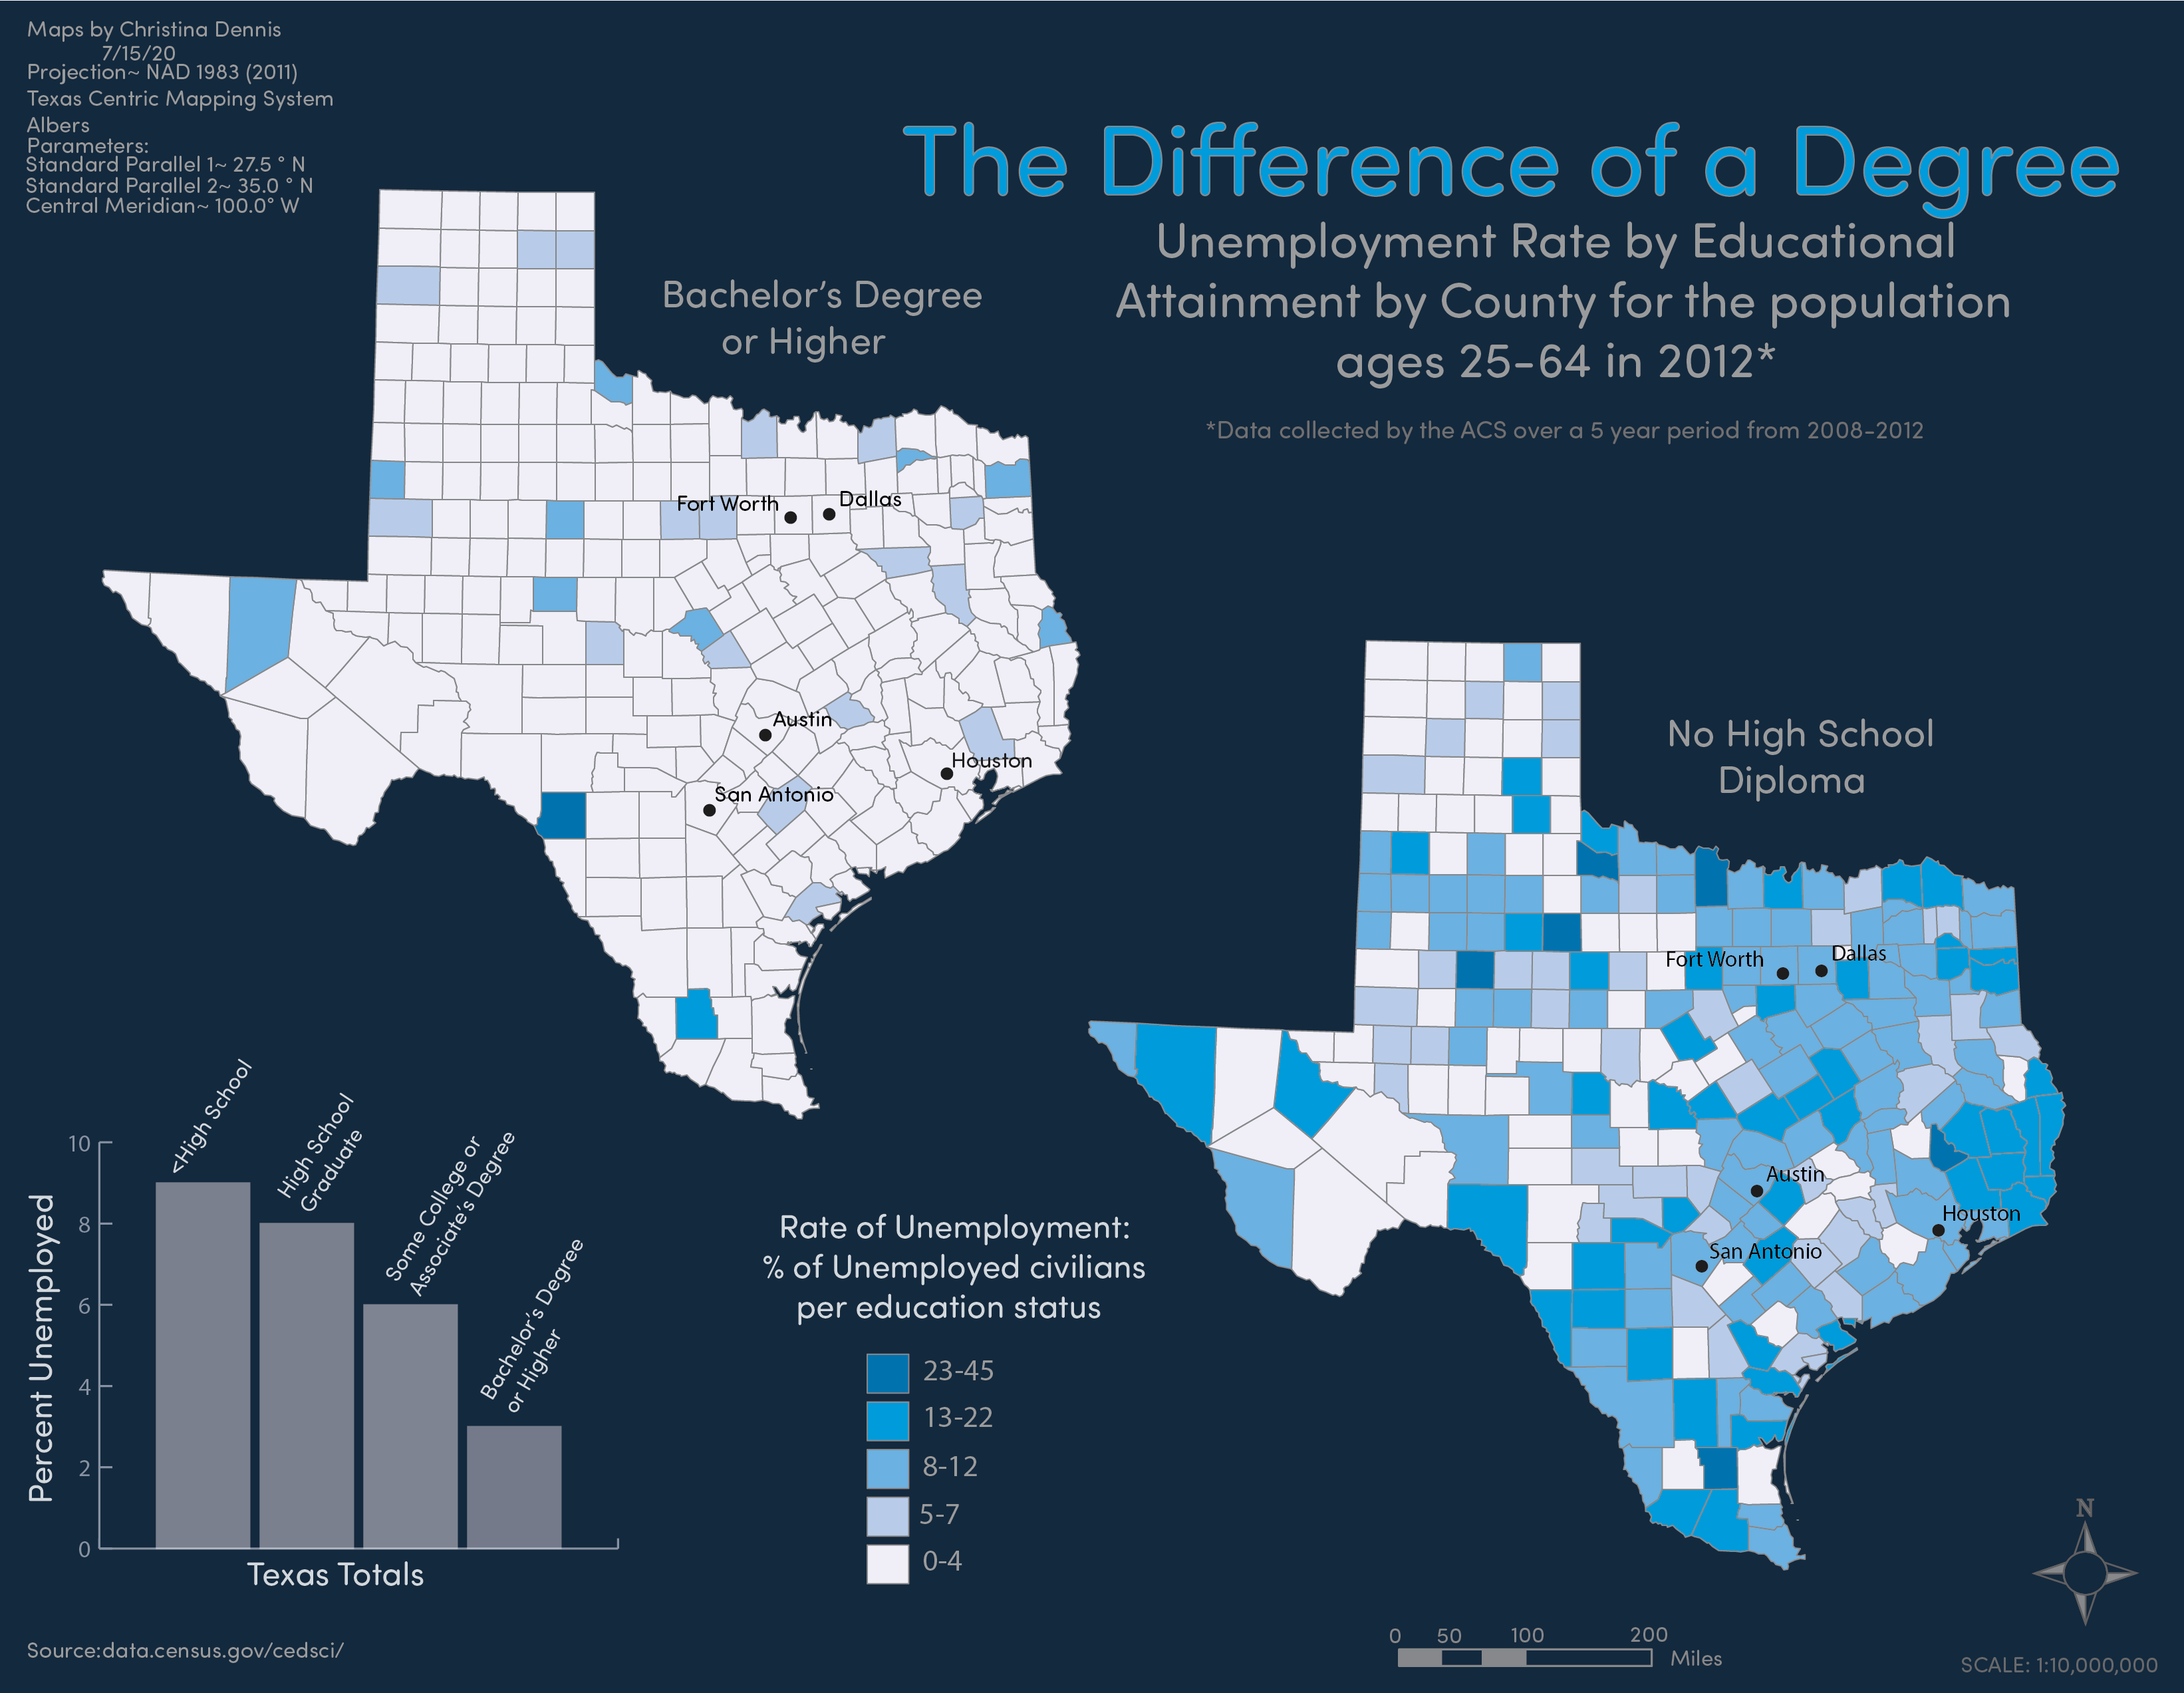 Maps by Christina Dennis
7/15/20
Projection~ NAD 1983 (2011)
Texas Centric Mapping System
Albers
Parameters:
Standard Parallel 1~ 27.5 ° N
Standard Parallel 2~ 35.0 ° N
Central Meridian~ 100.0° W
The Difference of a Degree
Unemployment Rate by Educational
Attainment by County for the population
ages 25-64 in 2012*
*Data collected by the ACS over a 5 year period from 2008-2012
Bachelor's Degree
or Higher
Fort Worth
Dallas
Austin
Houston
San Antonio
No High School
Diploma
Fort Worth
Dallas
Austin
Houston
San Antonio
Percent Unemployed
10
8
6
4
2
0
<High School
High School
Graduate
Some College or
Associate's Degree
Bachelor's Degree
or Higher
Texas Totals
Rate of Unemployment:
% of Unemployed civilians
per education status
23-45
13-22
8-12
5-7
0-4
Source:data.census.gov/cedsci/
0 50 100 200
Miles
N
SCALE: 1:10,000,000